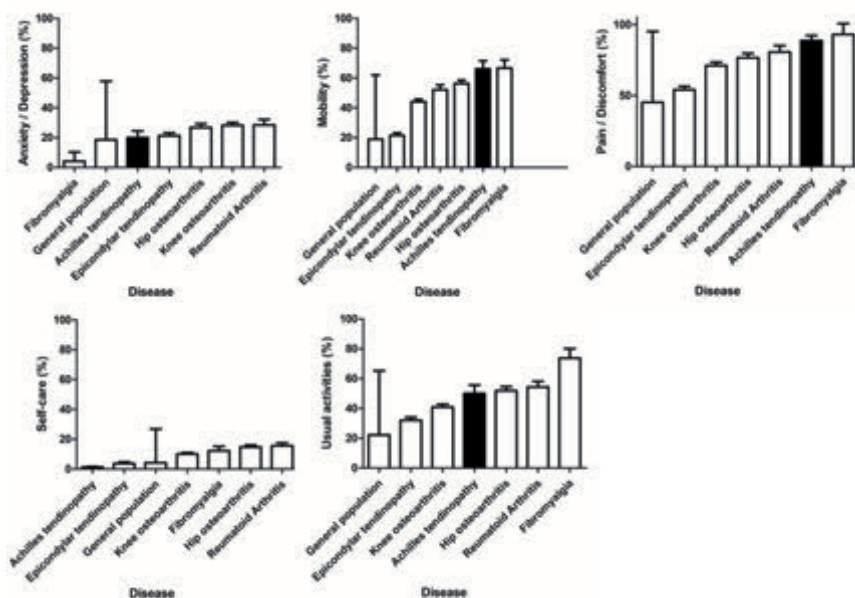 Anxiety / Depression (%)
100
80
60
40
20
0
Fibromyalgia
General population
Achilles tendinopathy
Epicondylar tendinopathy
Hip osteoarthritis
Knee osteoarthritis
Reumatoid Arthritis
Disease
Mobility (%)
100
80
60
40
20
0
General population
Epicondylar tendinopathy
Knee osteoarthritis
Reumatoid Arthritis
Hip osteoarthritis
Achilles tendinopathy
Fibromyalgia
Disease
Pain / Discomfort (%)
100
50
0
General population
Epicondylar tendinopathy
Knee osteoarthritis
Hip osteoarthritis
Reumatoid Arthritis
Achilles tendinopathy
Fibromyalgia
Disease
Self-care (%)
100
80
60
40
20
0
Achilles tendinopathy
Epicondylar tendinopathy
General population
Knee osteoarthritis
Fibromyalgia
Hip osteoarthritis
Reumatoid Arthritis
Disease
Usual activities (%)
100
80
60
40
20
0
General population
Epicondylar tendinopathy
Knee osteoarthritis
Achilles tendinopathy
Hip osteoarthritis
Reumatoid Arthritis
Fibromyalgia
Disease